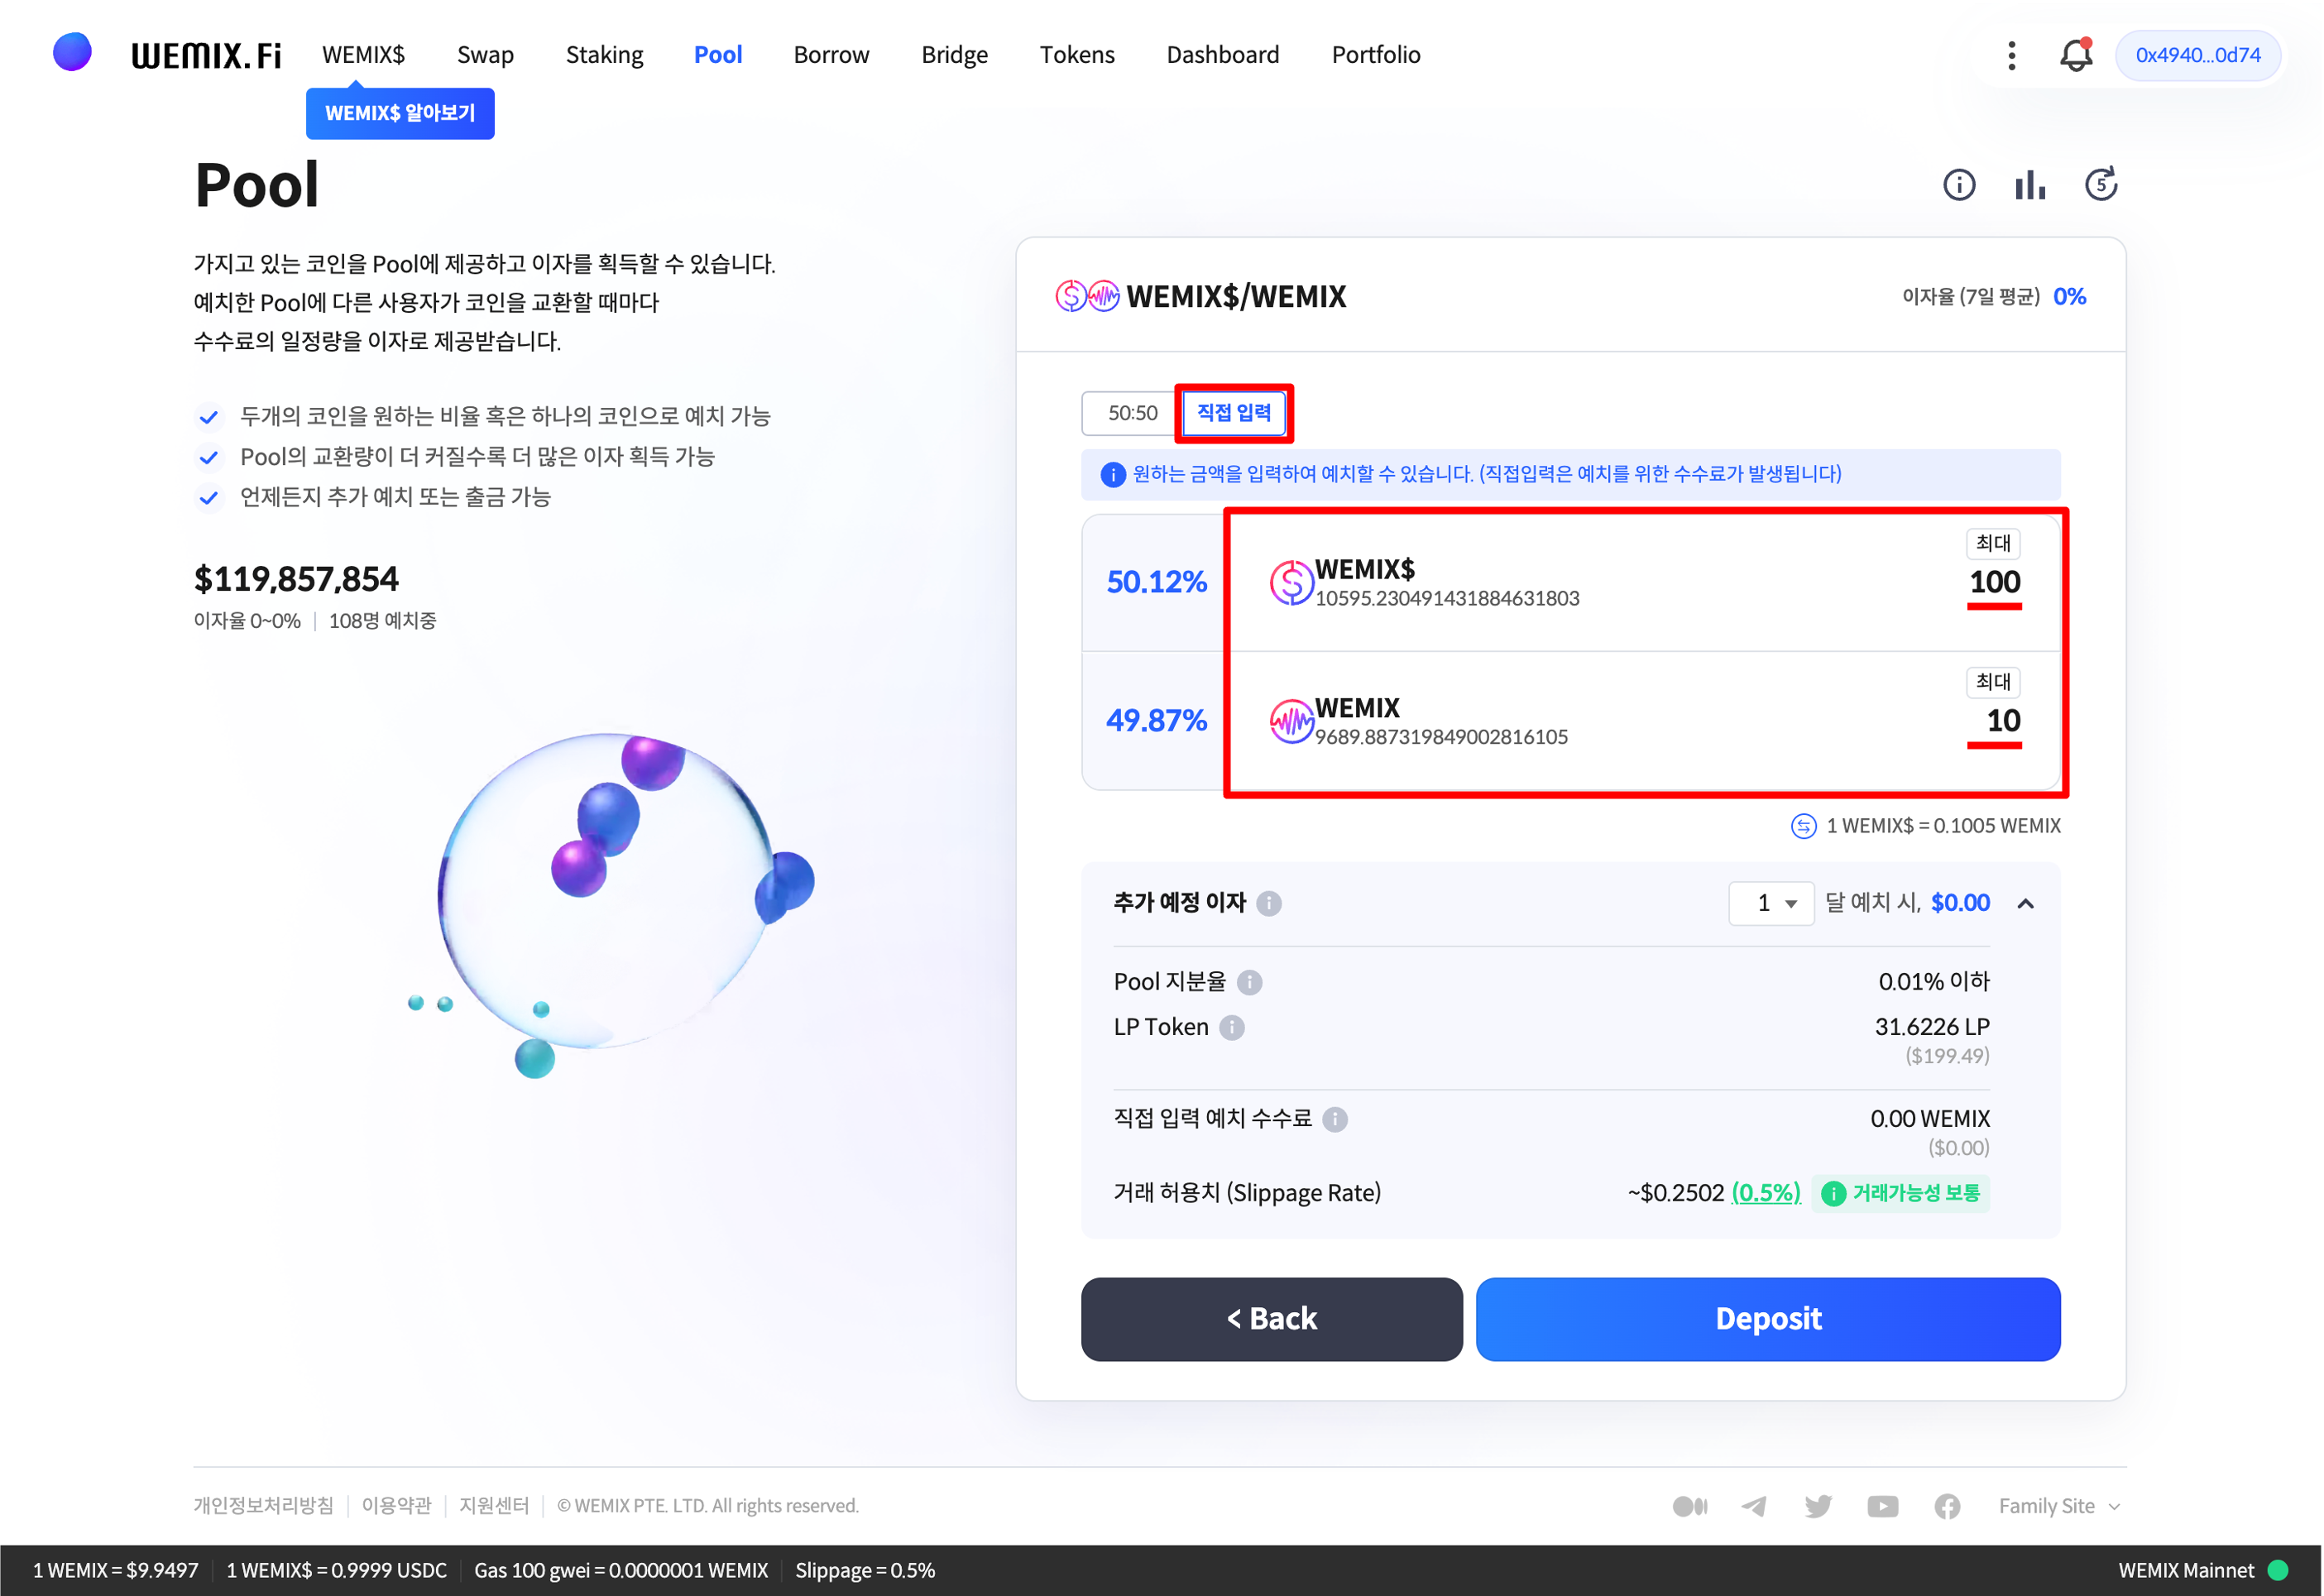 WEMIX.Fi
WEMIX$ Swap Staking Pool Borrow Bridge Tokens Dashboard Portfolio
0x4940...0d74
WEMIX$ 알아보기
Pool
5
가지고 있는 코인을 Pool에 제공하고 이자를 획득할 수 있습니다.
예치한 Pool에 다른 사용자가 코인을 교환할 때마다
수수료의 일정량을 이자로 제공받습니다.
두개의 코인을 원하는 비율 혹은 하나의 코인으로 예치 가능
Pool의 교환량이 더 커질수록 더 많은 이자 획득 가능
언제든지 추가 예치 또는 출금 가능
$119,857,854
이자율 0~0% | 108명 예치중
WEMIX$/WEMIX
이자율 (7일 평균) 0%
50:50 직접 입력
원하는 금액을 입력하여 예치할 수 있습니다. (직접입력은 예치를 위한 수수료가 발생됩니다)
최대
50.12% WEMIX$ 100
10595.230491431884631803
최대
49.87% WEMIX 10
9689.887319849002816105
1 WEMIX$ = 0.1005 WEMIX
추가 예정 이자 1 달 예치 시, $0.00
Pool 지분율 0.01% 이하
LP Token 31.6226 LP
($199.49)
직접 입력 예치 수수료 0.00 WEMIX
($0.00)
거래 허용치 (Slippage Rate) ~$0.2502 (0.5%) 거래가능성 보통
< Back
Deposit
개인정보처리방침 | 이용약관 | 지원센터 | © WEMIX PTE. LTD. All rights reserved.
Family Site
1 WEMIX = $9.9497 | 1 WEMIX$ = 0.9999 USDC | Gas 100 gwei = 0.0000001 WEMIX | Slippage = 0.5%
WEMIX Mainnet